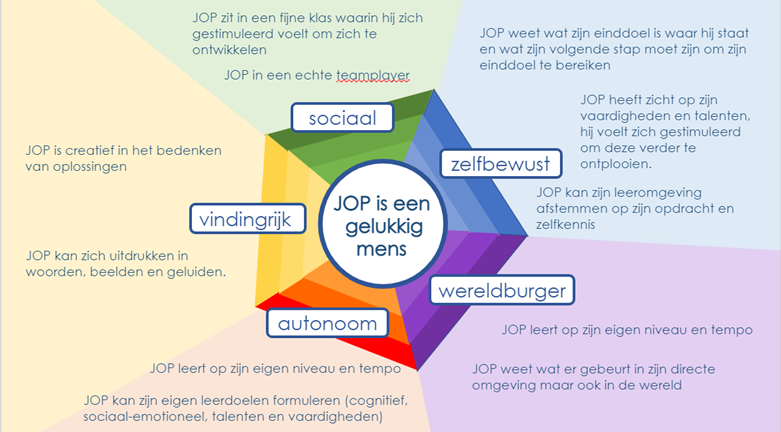 JOP zit in een fijne klas waarin hij zich
gestimuleerd voelt om zich te
ontwikkelen
JOP in een echte teamplayer
sociaal
JOP weet wat zijn einddoel is waar hij staat
en wat zijn volgende stap moet zijn om zijn
einddoel te bereiken
JOP heeft zicht op zijn
vaardigheden en talenten,
hij voelt zich gestimuleerd
om deze verder te
ontplooien.
zelfbewust
JOP kan zijn leeromgeving
afstemmen op zijn opdracht en
zelfkennis
JOP is creatief in het bedenken
van oplossingen
vindingrijk
JOP kan zich uitdrukken in
woorden, beelden en geluiden.
JOP is een
gelukkig
mens
wereldburger
JOP leert op zijn eigen niveau en tempo
JOP weet wat er gebeurt in zijn directe
omgeving maar ook in de wereld
autonoom
JOP leert op zijn eigen niveau en tempo
JOP kan zijn eigen leerdoelen formuleren (cognitief,
sociaal-emotioneel, talenten en vaardigheden)